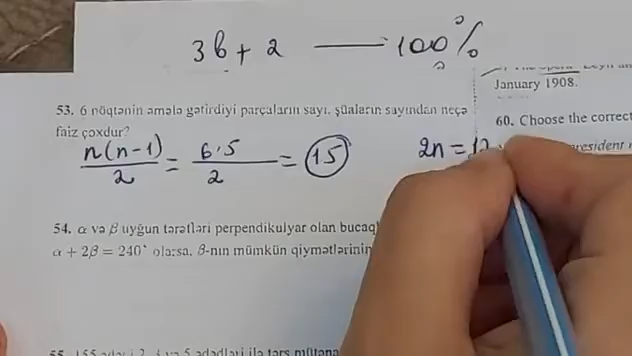 3b + 2 —— 100%
January 1908.
53. 6 nöqtənin əmələ gətirdiyi parçaların sayı, şüaların sayından neçə
faiz çoxdur?
n(n-1)/2 = 6·5/2 = 15
2n = 12
60. Choose the correct
resident
54. α və β uyğun tərəfləri perpendikulyar olan bucaql
α + 2β = 240° olarsa, β-nın mümkün qiymətlərinin